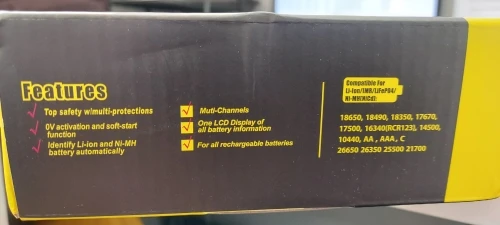 Features
Top safety w/multi-protections
0V activation and soft-start
function
Identify Li-ion and Ni-MH
battery automatically
Muti-Channels
One LCD Display of
all battery information
For all rechargeable batteries
Compatible For
Li-Ion/IMR/LiFePO4/
Ni-MH(NiCd):
18650, 18490, 18350, 17670,
17500, 16340(RCR123), 14500,
10440, AA , AAA, C
26650 26350 25500 21700